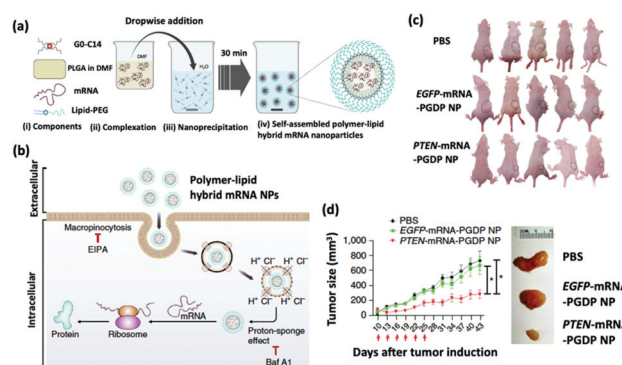 (a)
Dropwise addition
G0-C14
PLGA in DMF
mRNA
Lipid-PEG
DMF
H₂O
30 min
(i) Components
(ii) Complexation
(iii) Nanoprecipitation
(iv) Self-assembled polymer-lipid
hybrid mRNA nanoparticles
(b)
Extracellular
Intracellular
Polymer-lipid
hybrid mRNA NPs
Macropinocytosis
EIPA
H⁺ Cl⁻
H⁺ Cl⁻
H⁺ Cl⁻
H⁺ Cl⁻
mRNA
Proton-sponge
effect
Baf A1
Protein
Ribosome
(c)
PBS
EGFP-mRNA
-PGDP NP
PTEN-mRNA
-PGDP NP
(d)
PBS
EGFP-mRNA-PGDP NP
PTEN-mRNA-PGDP NP
Tumor size (mm³)
1,000
800
600
400
200
0
10 13 16 19 22 25 28 31 34 37 40 43
Days after tumor induction
* *
PBS
EGFP-mRNA
-PGDP NP
PTEN-mRNA
-PGDP NP